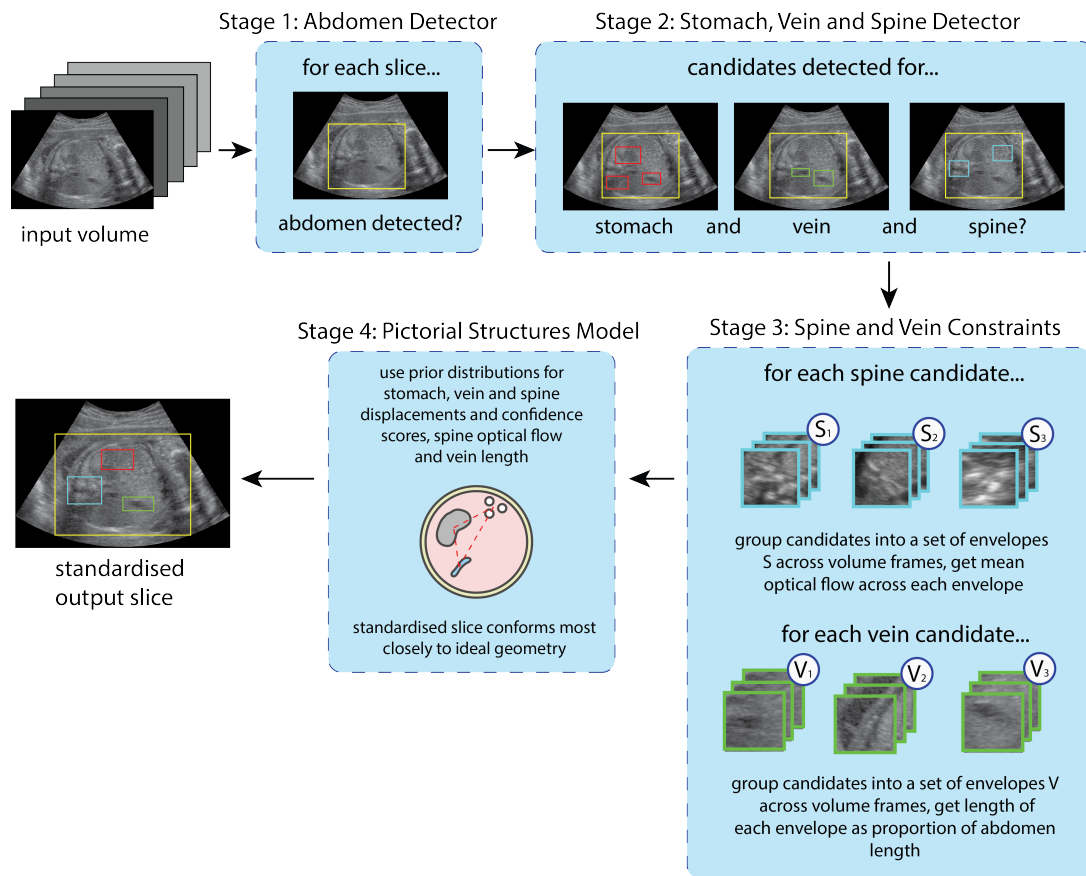 Stage 1: Abdomen Detector
for each slice...
abdomen detected?
input volume
Stage 2: Stomach, Vein and Spine Detector
candidates detected for...
stomach and vein and spine?
Stage 3: Spine and Vein Constraints
for each spine candidate...
S1
S2
S3
group candidates into a set of envelopes
S across volume frames, get mean
optical flow across each envelope
for each vein candidate...
V1
V2
V3
group candidates into a set of envelopes V
across volume frames, get length of
each envelope as proportion of abdomen
length
Stage 4: Pictorial Structures Model
use prior distributions for
stomach, vein and spine
displacements and confidence
scores, spine optical flow
and vein length
standardised slice conforms most
closely to ideal geometry
standardised
output slice